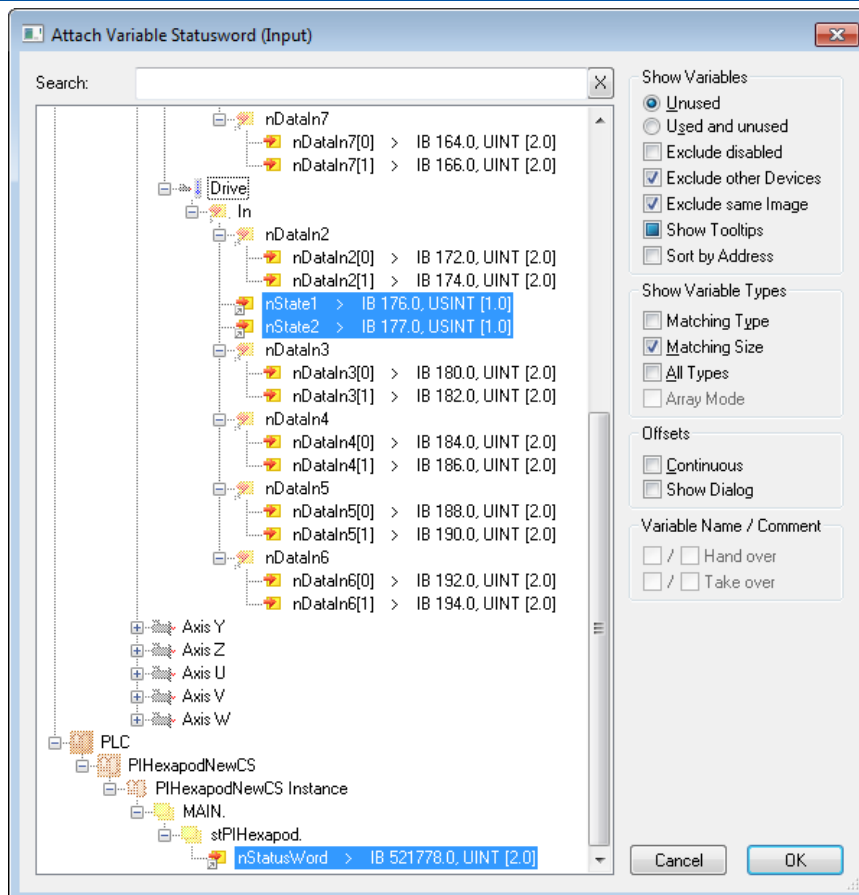 Attach Variable Statusword (Input)
Search:
X
nDataIn7
nDataIn7[0] > IB 164.0, UINT [2.0]
nDataIn7[1] > IB 166.0, UINT [2.0]
Drive
In
nDataIn2
nDataIn2[0] > IB 172.0, UINT [2.0]
nDataIn2[1] > IB 174.0, UINT [2.0]
nState1 > IB 176.0, USINT [1.0]
nState2 > IB 177.0, USINT [1.0]
nDataIn3
nDataIn3[0] > IB 180.0, UINT [2.0]
nDataIn3[1] > IB 182.0, UINT [2.0]
nDataIn4
nDataIn4[0] > IB 184.0, UINT [2.0]
nDataIn4[1] > IB 186.0, UINT [2.0]
nDataIn5
nDataIn5[0] > IB 188.0, UINT [2.0]
nDataIn5[1] > IB 190.0, UINT [2.0]
nDataIn6
nDataIn6[0] > IB 192.0, UINT [2.0]
nDataIn6[1] > IB 194.0, UINT [2.0]
Axis Y
Axis Z
Axis U
Axis V
Axis W
PLC
PIHexapodNewCS
PIHexapodNewCS Instance
MAIN.
stPIHexapod.
nStatusWord > IB 521778.0, UINT [2.0]
Show Variables
Unused
Used and unused
Exclude disabled
Exclude other Devices
Exclude same Image
Show Tooltips
Sort by Address
Show Variable Types
Matching Type
Matching Size
All Types
Array Mode
Offsets
Continuous
Show Dialog
Variable Name / Comment
/ Hand over
/ Take over
Cancel
OK